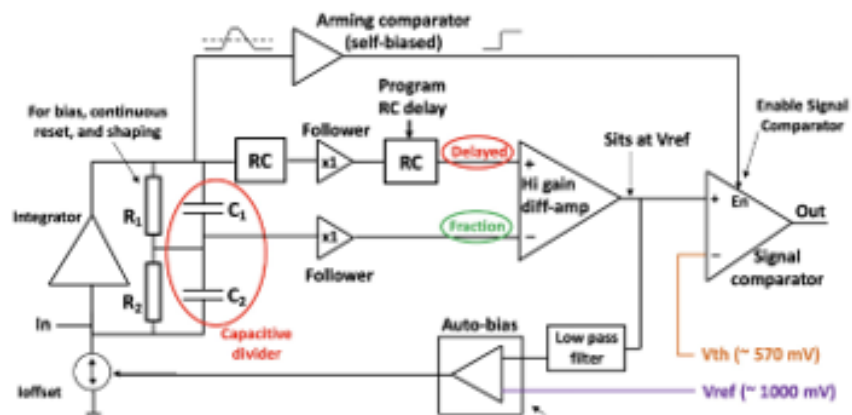 Arming comparator
(self-biased)
Program
RC delay
Enable Signal
Comparator
For bias, continuous
reset, and shaping
Follower
Sits at Vref
RC
x1
RC
Delayed
+
Hi gain
diff-amp
–
+
En
–
Out
Integrator
R1
C1
x1
Fraction
Follower
Signal
comparator
R2
C2
In
Capacitive
divider
Auto-bias
Low pass
filter
Vth (~ 570 mV)
Ioffset
Vref (~ 1000 mV)